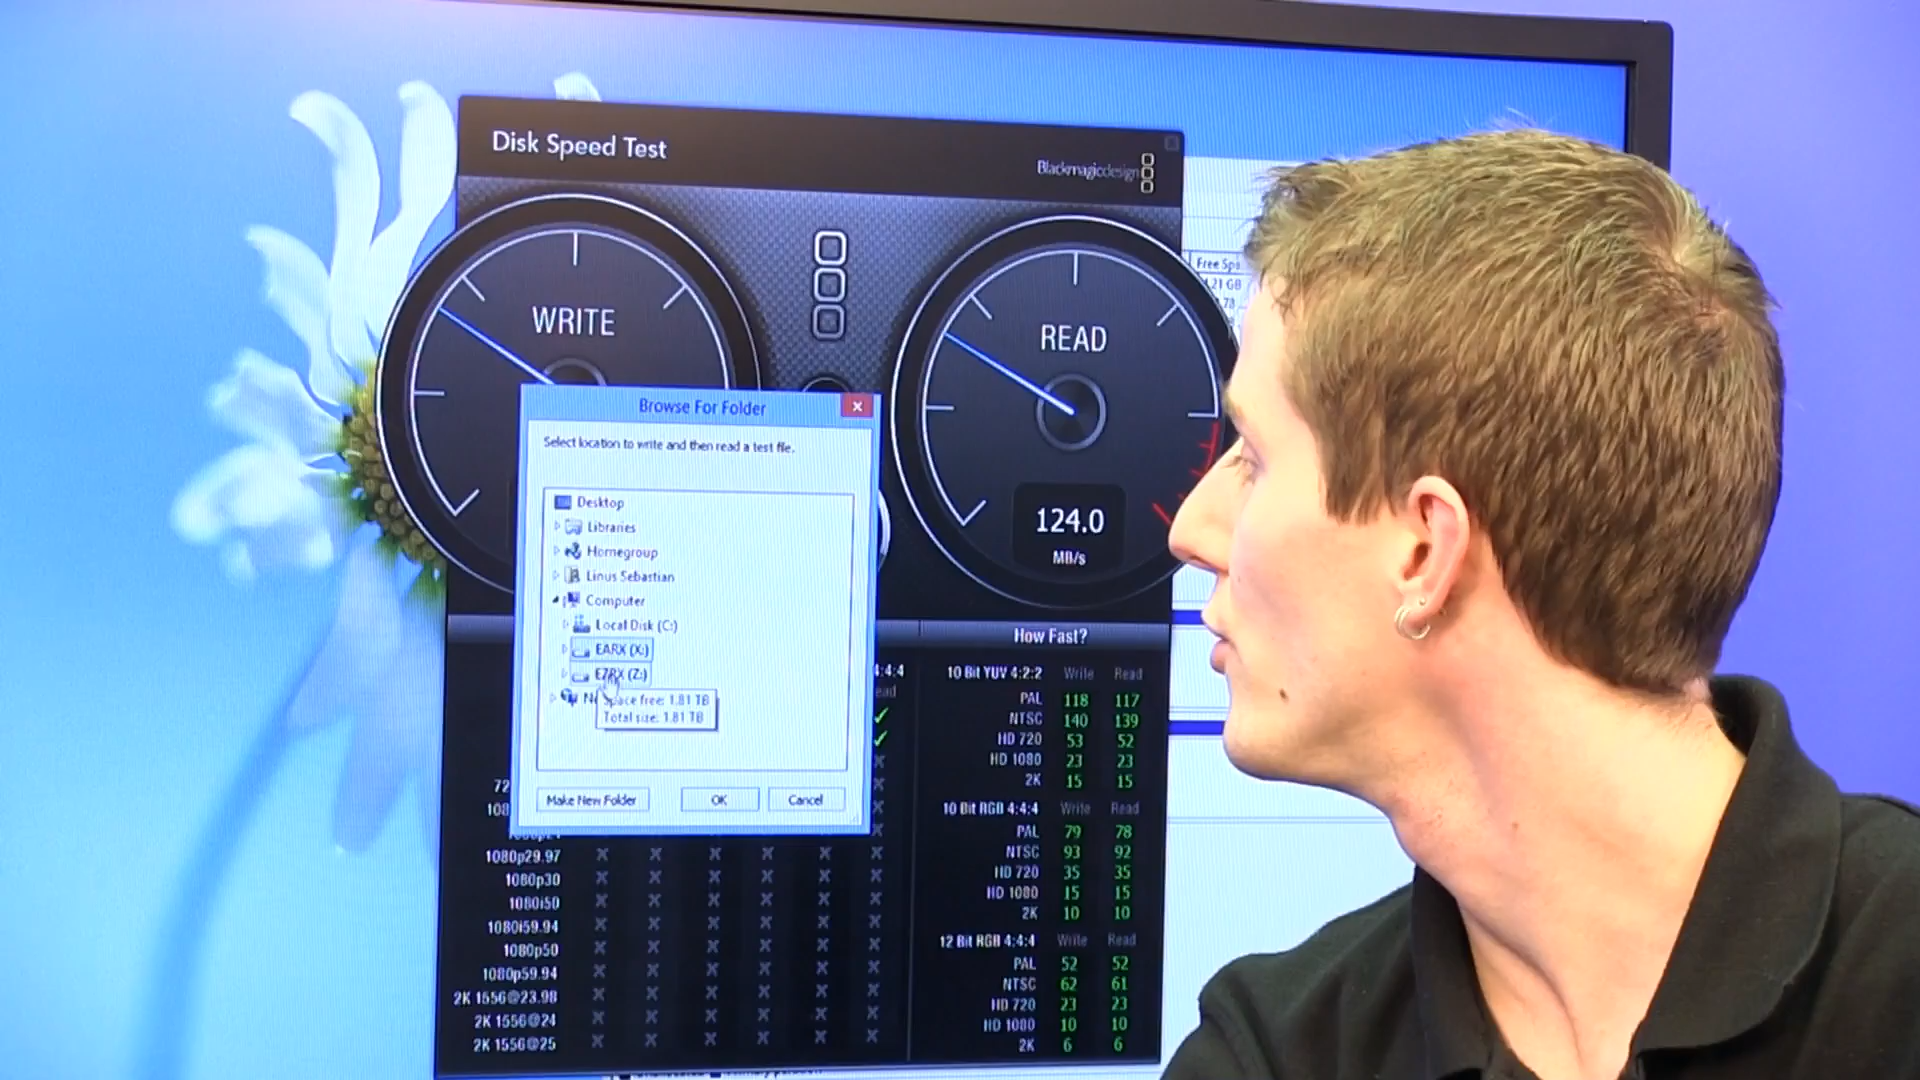 Disk Speed Test
Blackmagicdesign
WRITE
READ
Free Spa
Browse For Folder
Select location to write and then read a test file.
124.0
MB/s
Desktop
Libraries
Homegroup
Linus Sebastian
Computer
Local Disk (C:)
EARX (X:)
EZRX (Z:)
Space free: 1.81 TB
Total size: 1.81 TB
Make New Folder
OK
Cancel
How Fast?
4:4:4
10 Bit YUV 4:2:2 Write Read
PAL 118 117
NTSC 140 139
HD 720 53 52
HD 1080 23 23
2K 15 15
10 Bit RGB 4:4:4 Write Read
PAL 79 78
NTSC 93 92
HD 720 35 35
HD 1080 15 15
2K 10 10
12 Bit RGB 4:4:4 Write Read
PAL 52 52
NTSC 62 61
HD 720 23 23
HD 1080 10 10
2K 6 6
1080p29.97
1080p30
1080i50
1080i59.94
1080p50
1080p59.94
2K 1556@23.98
2K 1556@24
2K 1556@25